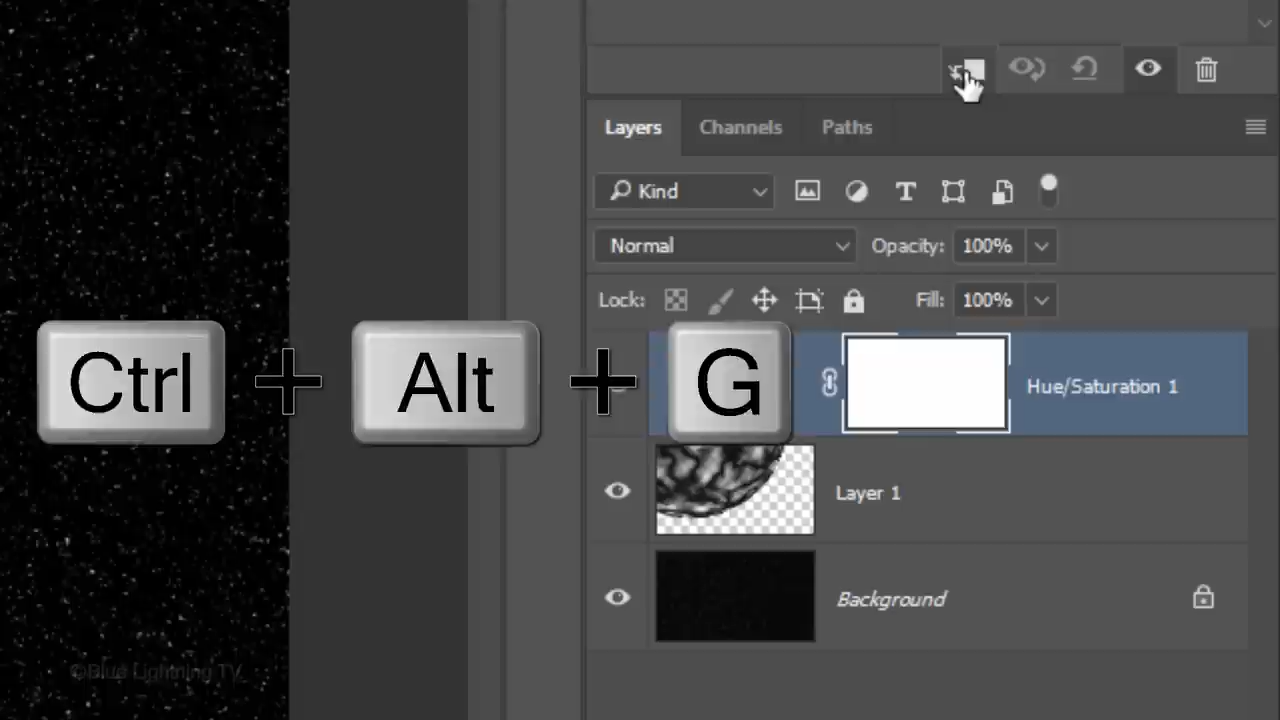 Layers Channels Paths
Kind
Normal Opacity: 100%
Lock: Fill: 100%
Ctrl + Alt + G
Hue/Saturation 1
Layer 1
Background
©Blue Lightning TV